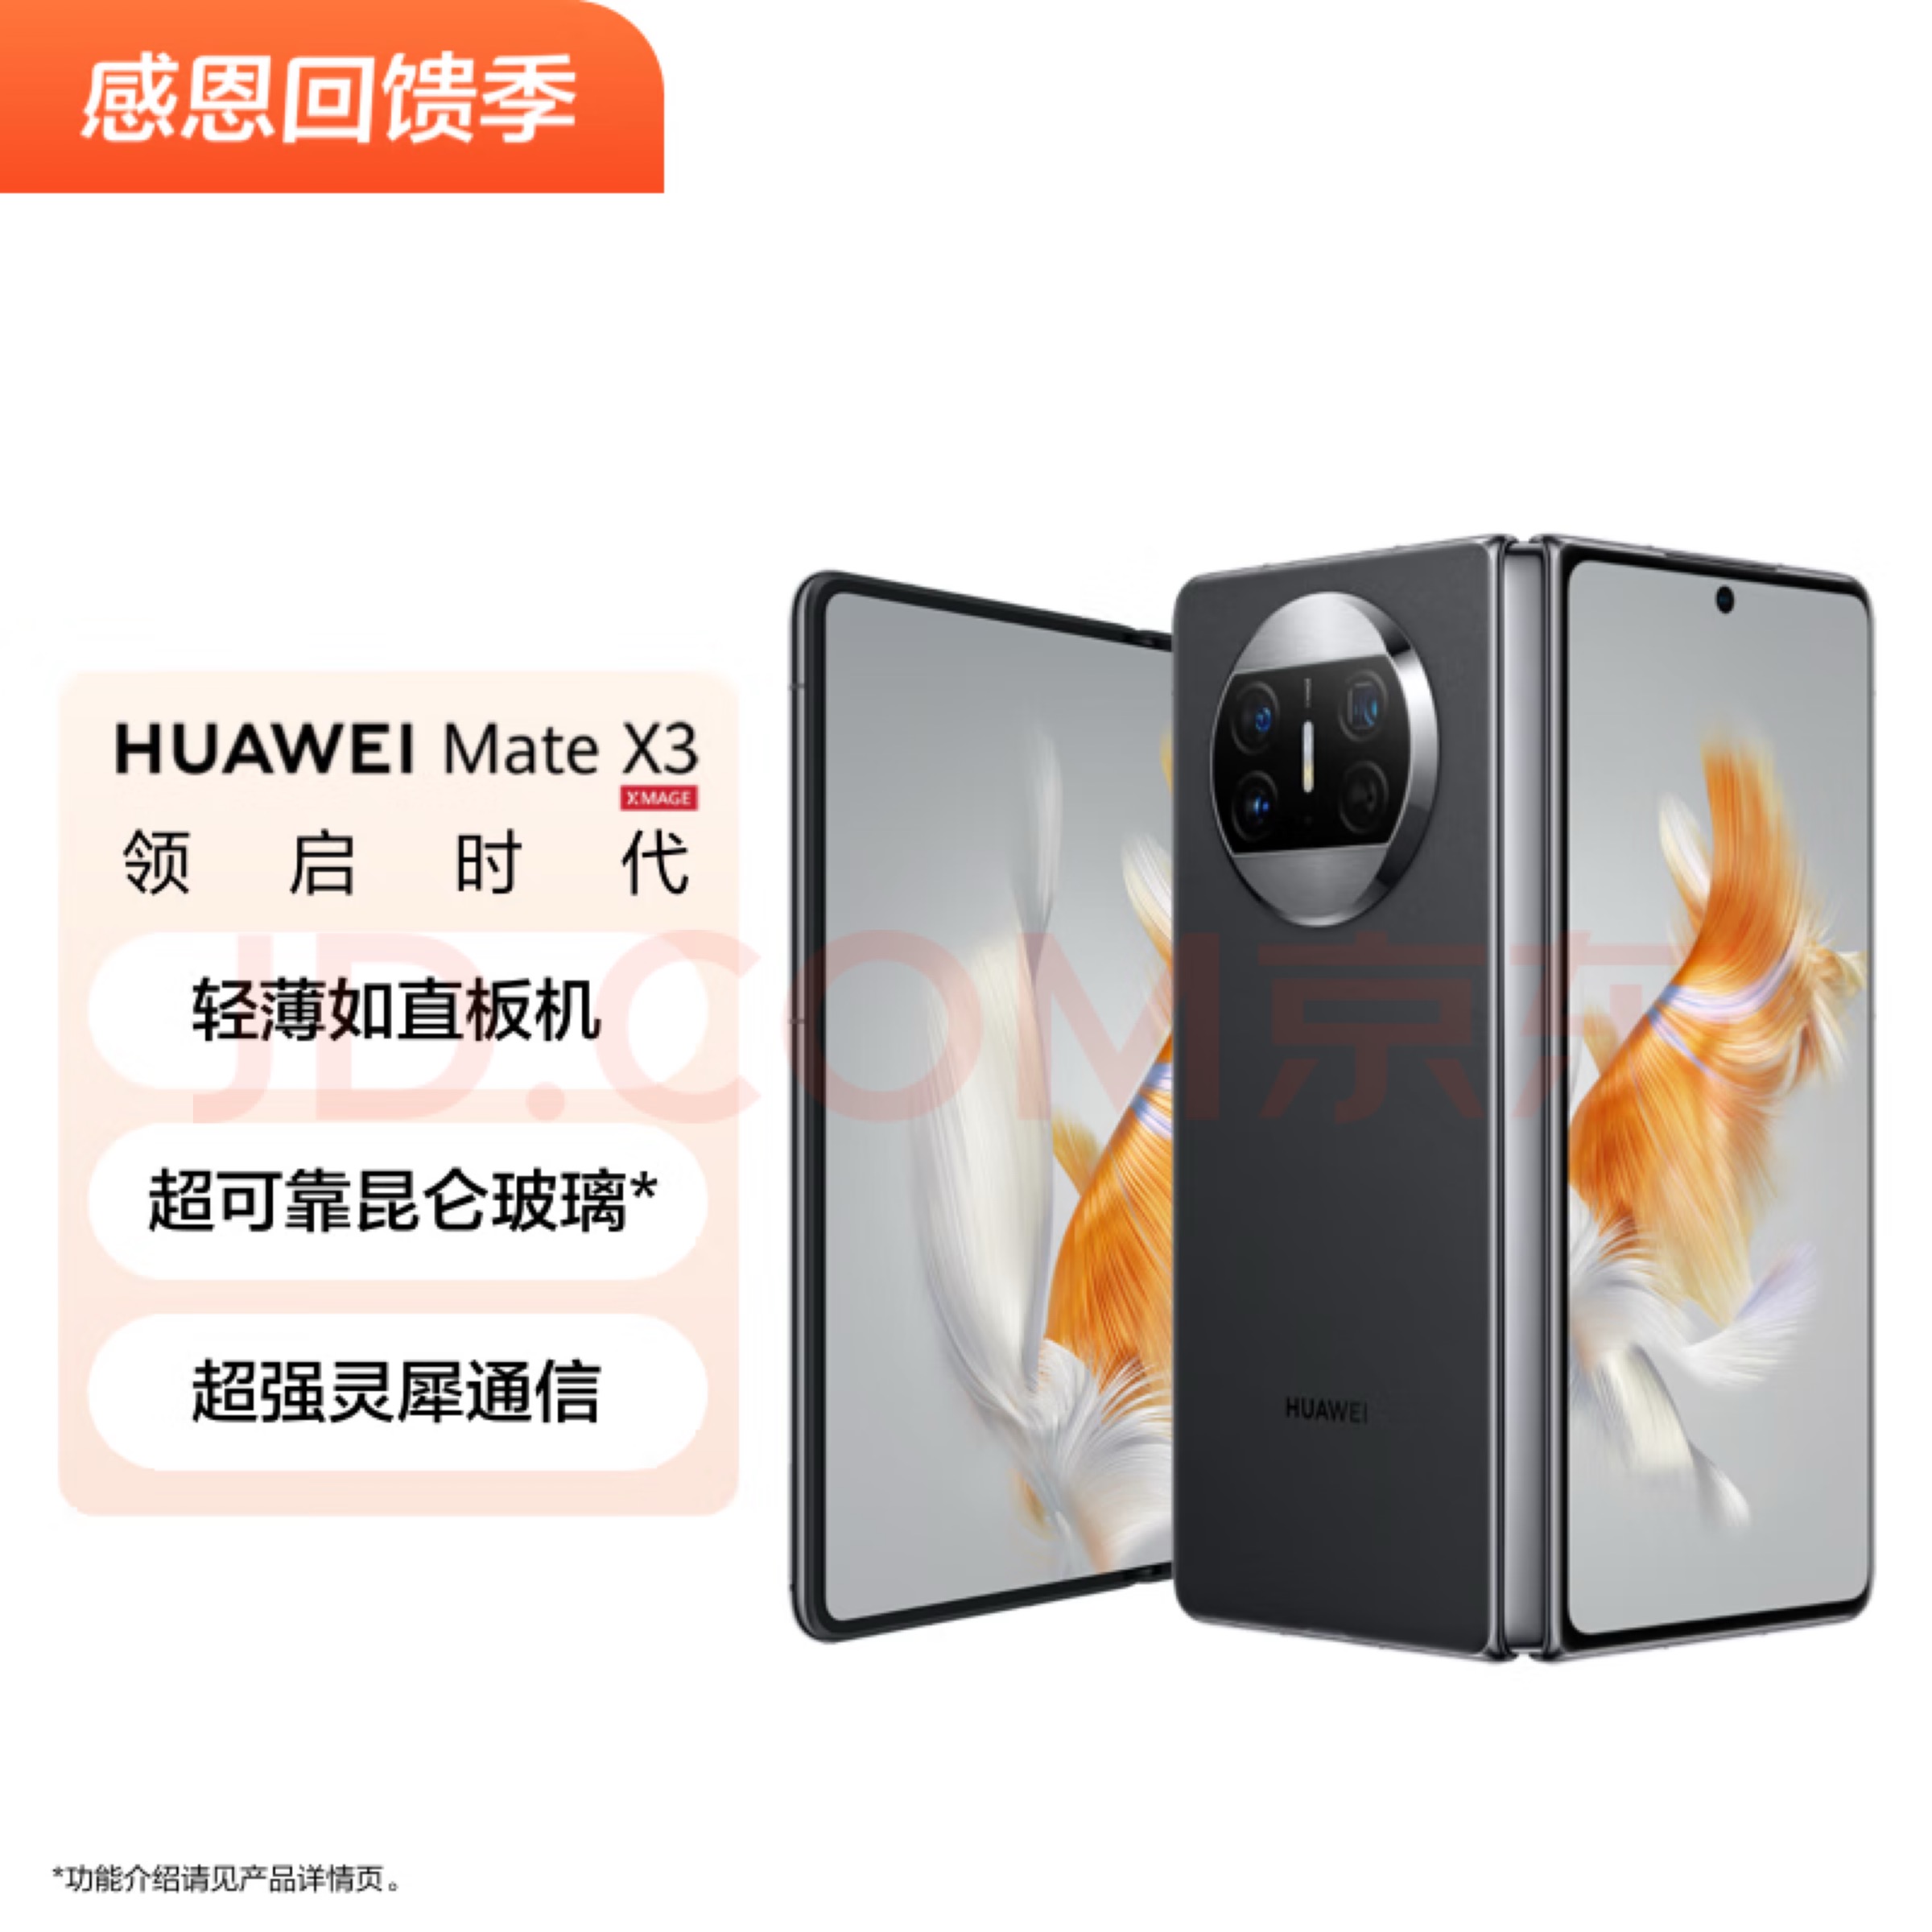 感恩回馈季
HUAWEI Mate X3
XMAGE
领启时代
轻薄如直板机
超可靠昆仑玻璃*
超强灵犀通信
JD.COM京东
HUAWEI
*功能介绍请见产品详情页。